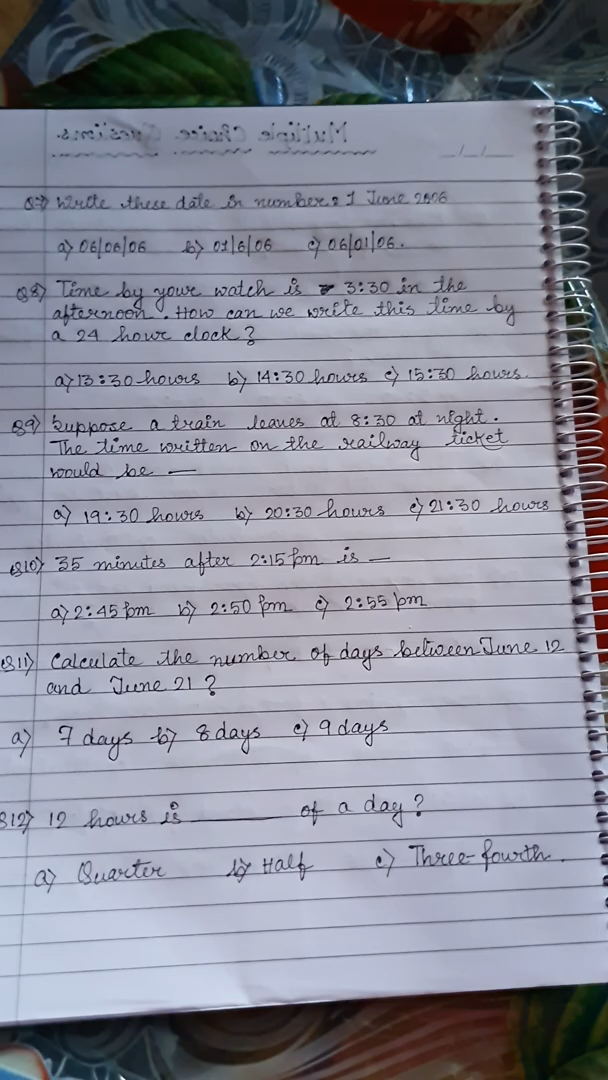 Multiple Choice Questions.
_/_/_
Q7) Write these date in number: 1 June 2006
a) 06/06/06 b) 01/6/06 c) 06/01/06.
Q8) Time by your watch is 3:30 in the
afternoon. How can we write this time by
a 24 hour clock?
a) 13:30 hours b) 14:30 hours c) 15:30 hours.
Q9) Suppose a train leaves at 8:30 at night.
The time written on the railway ticket
would be —
a) 19:30 hours b) 20:30 hours c) 21:30 hours
Q10) 35 minutes after 2:15 pm is —
a) 2:45 pm b) 2:50 pm c) 2:55 pm
Q11) Calculate the number of days between June 12
and June 21?
a) 7 days b) 8 days c) 9 days
Q12) 12 hours is ______ of a day?
a) Quarter b) Half c) Three-fourth.